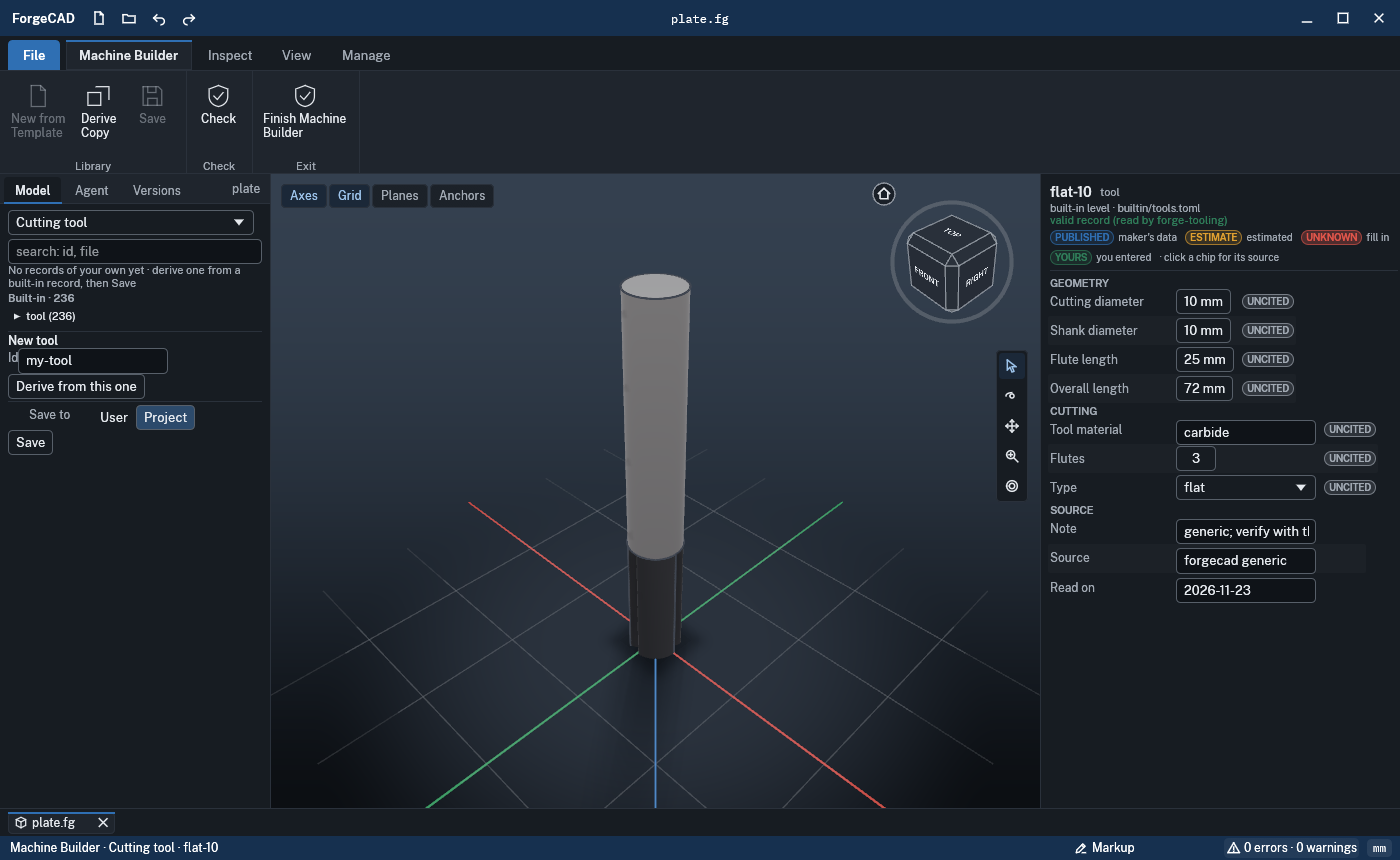 ForgeCAD
plate.fg
File
Machine Builder
Inspect
View
Manage
New from
Template
Derive
Copy
Save
Check
Finish Machine
Builder
Library
Check
Exit
Model
Agent
Versions
plate
Cutting tool
search: id, file
No records of your own yet · derive one from a
built-in record, then Save
Built-in · 236
tool (236)
New tool
Id
my-tool
Derive from this one
Save to
User
Project
Save
Axes
Grid
Planes
Anchors
TOP
FRONT
RIGHT
flat-10 tool
built-in level · builtin/tools.toml
valid record (read by forge-tooling)
PUBLISHED maker's data ESTIMATE estimated UNKNOWN fill in
YOURS you entered · click a chip for its source
GEOMETRY
Cutting diameter 10 mm UNCITED
Shank diameter 10 mm UNCITED
Flute length 25 mm UNCITED
Overall length 72 mm UNCITED
CUTTING
Tool material carbide UNCITED
Flutes 3 UNCITED
Type flat UNCITED
SOURCE
Note generic; verify with
Source forgecad generic
Read on 2026-11-23
plate.fg
Machine Builder · Cutting tool · flat-10
Markup
0 errors · 0 warnings
mm